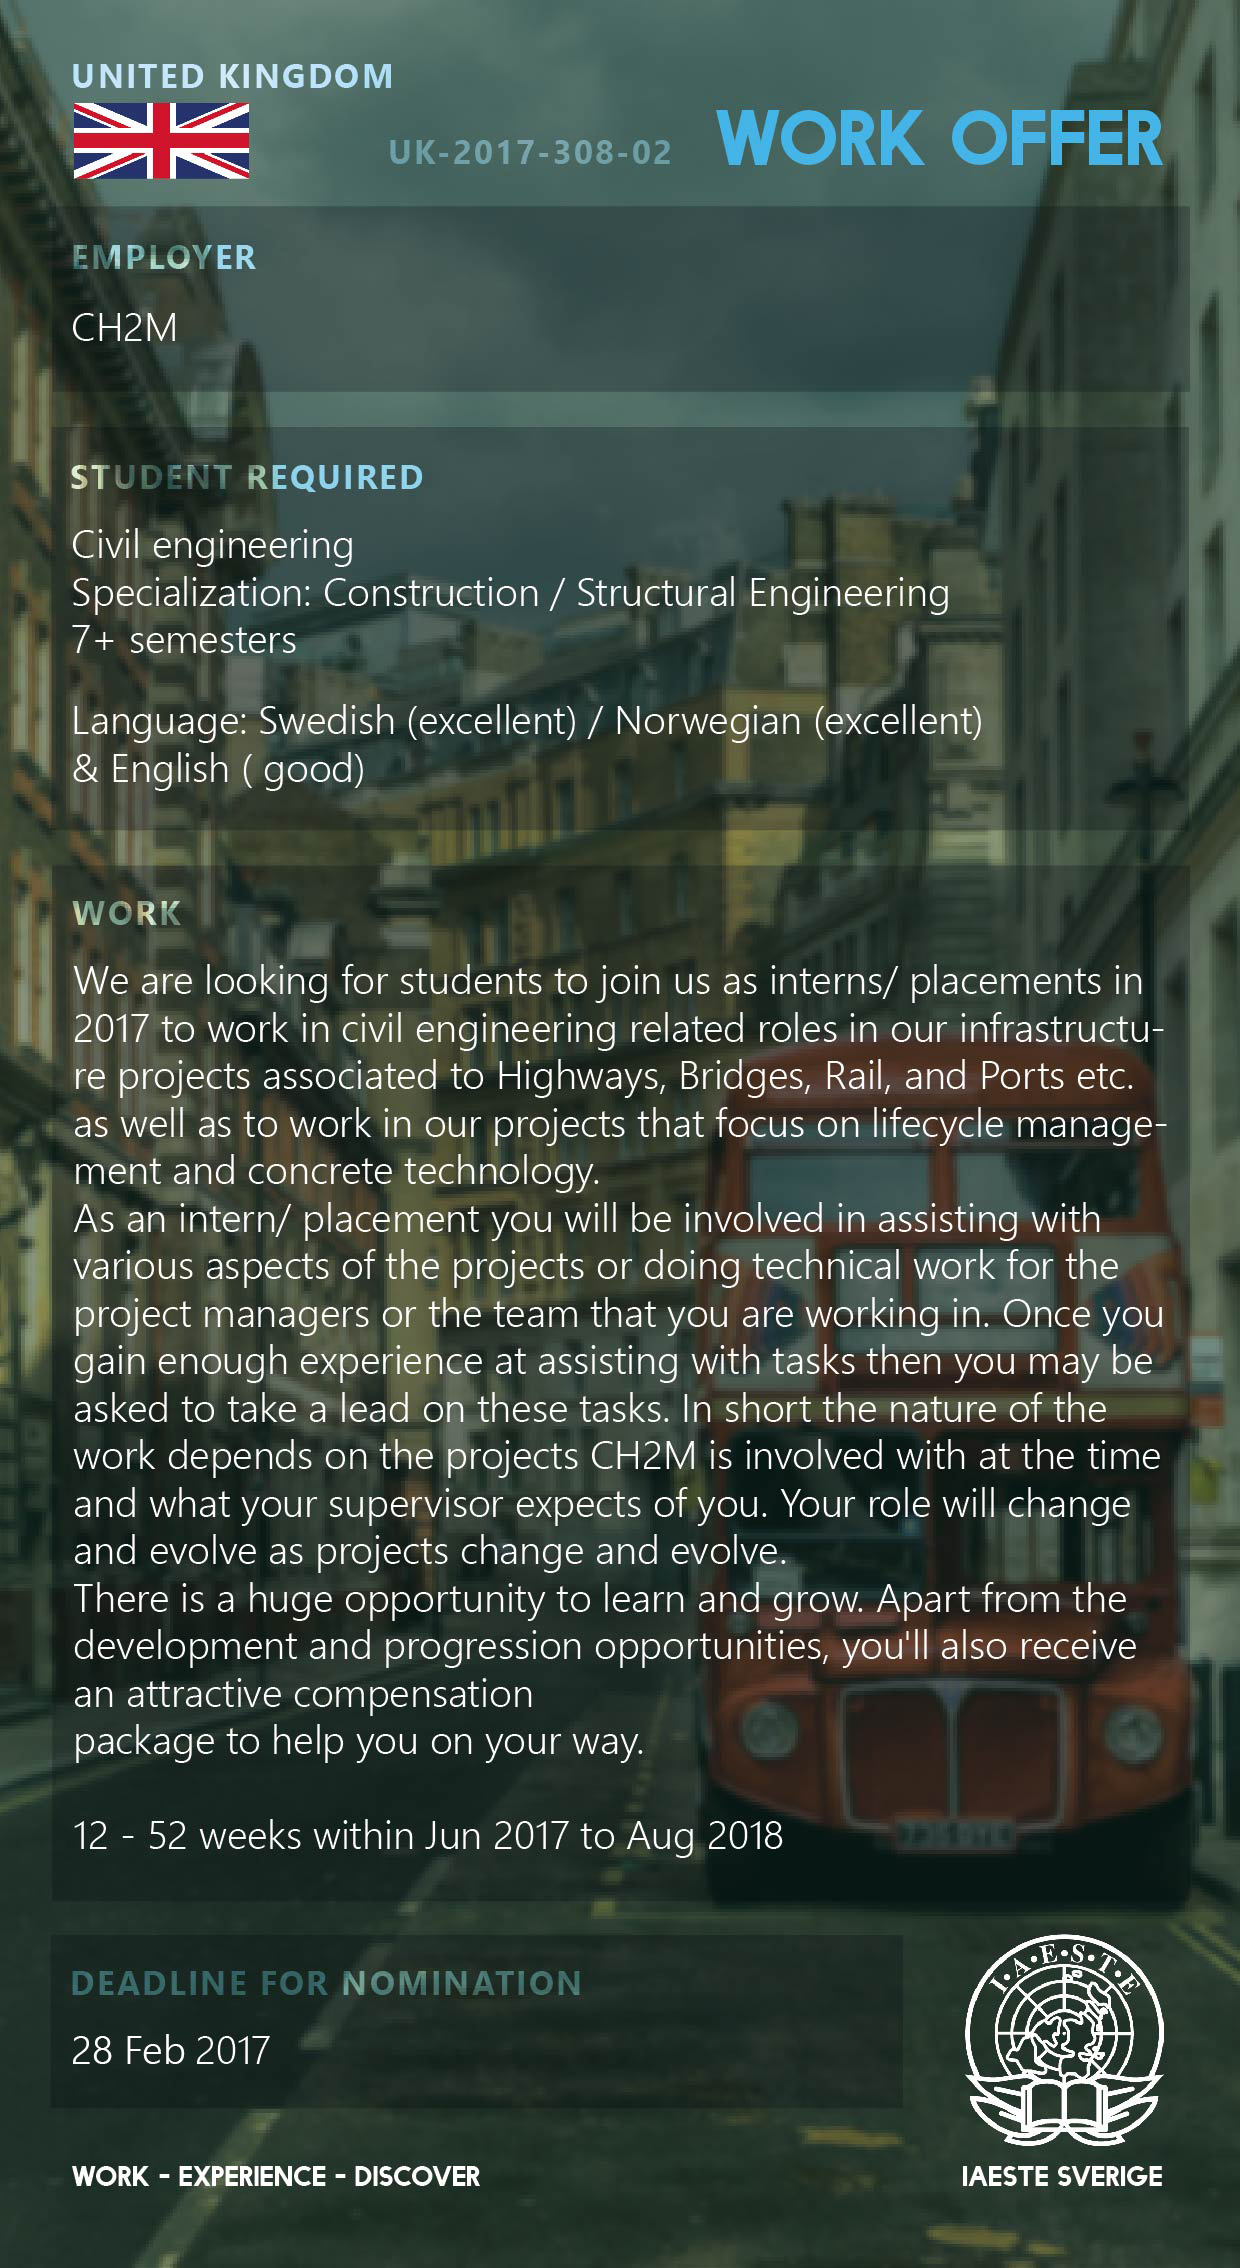 UNITED KINGDOM
UK-2017-308-02
WORK OFFER
EMPLOYER
CH2M
STUDENT REQUIRED
Civil engineering
Specialization: Construction / Structural Engineering
7+ semesters
Language: Swedish (excellent) / Norwegian (excellent)
& English ( good)
WORK
We are looking for students to join us as interns/ placements in
2017 to work in civil engineering related roles in our infrastructu-
re projects associated to Highways, Bridges, Rail, and Ports etc.
as well as to work in our projects that focus on lifecycle manage-
ment and concrete technology.
As an intern/ placement you will be involved in assisting with
various aspects of the projects or doing technical work for the
project managers or the team that you are working in. Once you
gain enough experience at assisting with tasks then you may be
asked to take a lead on these tasks. In short the nature of the
work depends on the projects CH2M is involved with at the time
and what your supervisor expects of you. Your role will change
and evolve as projects change and evolve.
There is a huge opportunity to learn and grow. Apart from the
development and progression opportunities, you'll also receive
an attractive compensation
package to help you on your way.
12 - 52 weeks within Jun 2017 to Aug 2018
DEADLINE FOR NOMINATION
28 Feb 2017
I·A·E·S·T·E
WORK - EXPERIENCE - DISCOVER
IAESTE SVERIGE